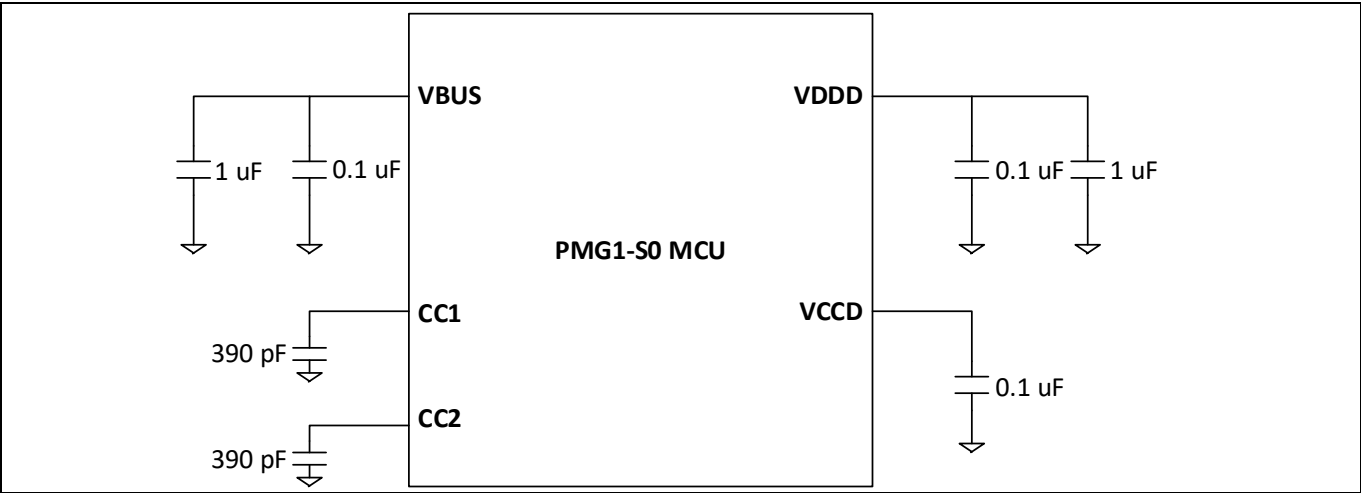 VBUS
VDDD
1 uF
0.1 uF
0.1 uF
1 uF
PMG1-S0 MCU
CC1
VCCD
390 pF
0.1 uF
CC2
390 pF